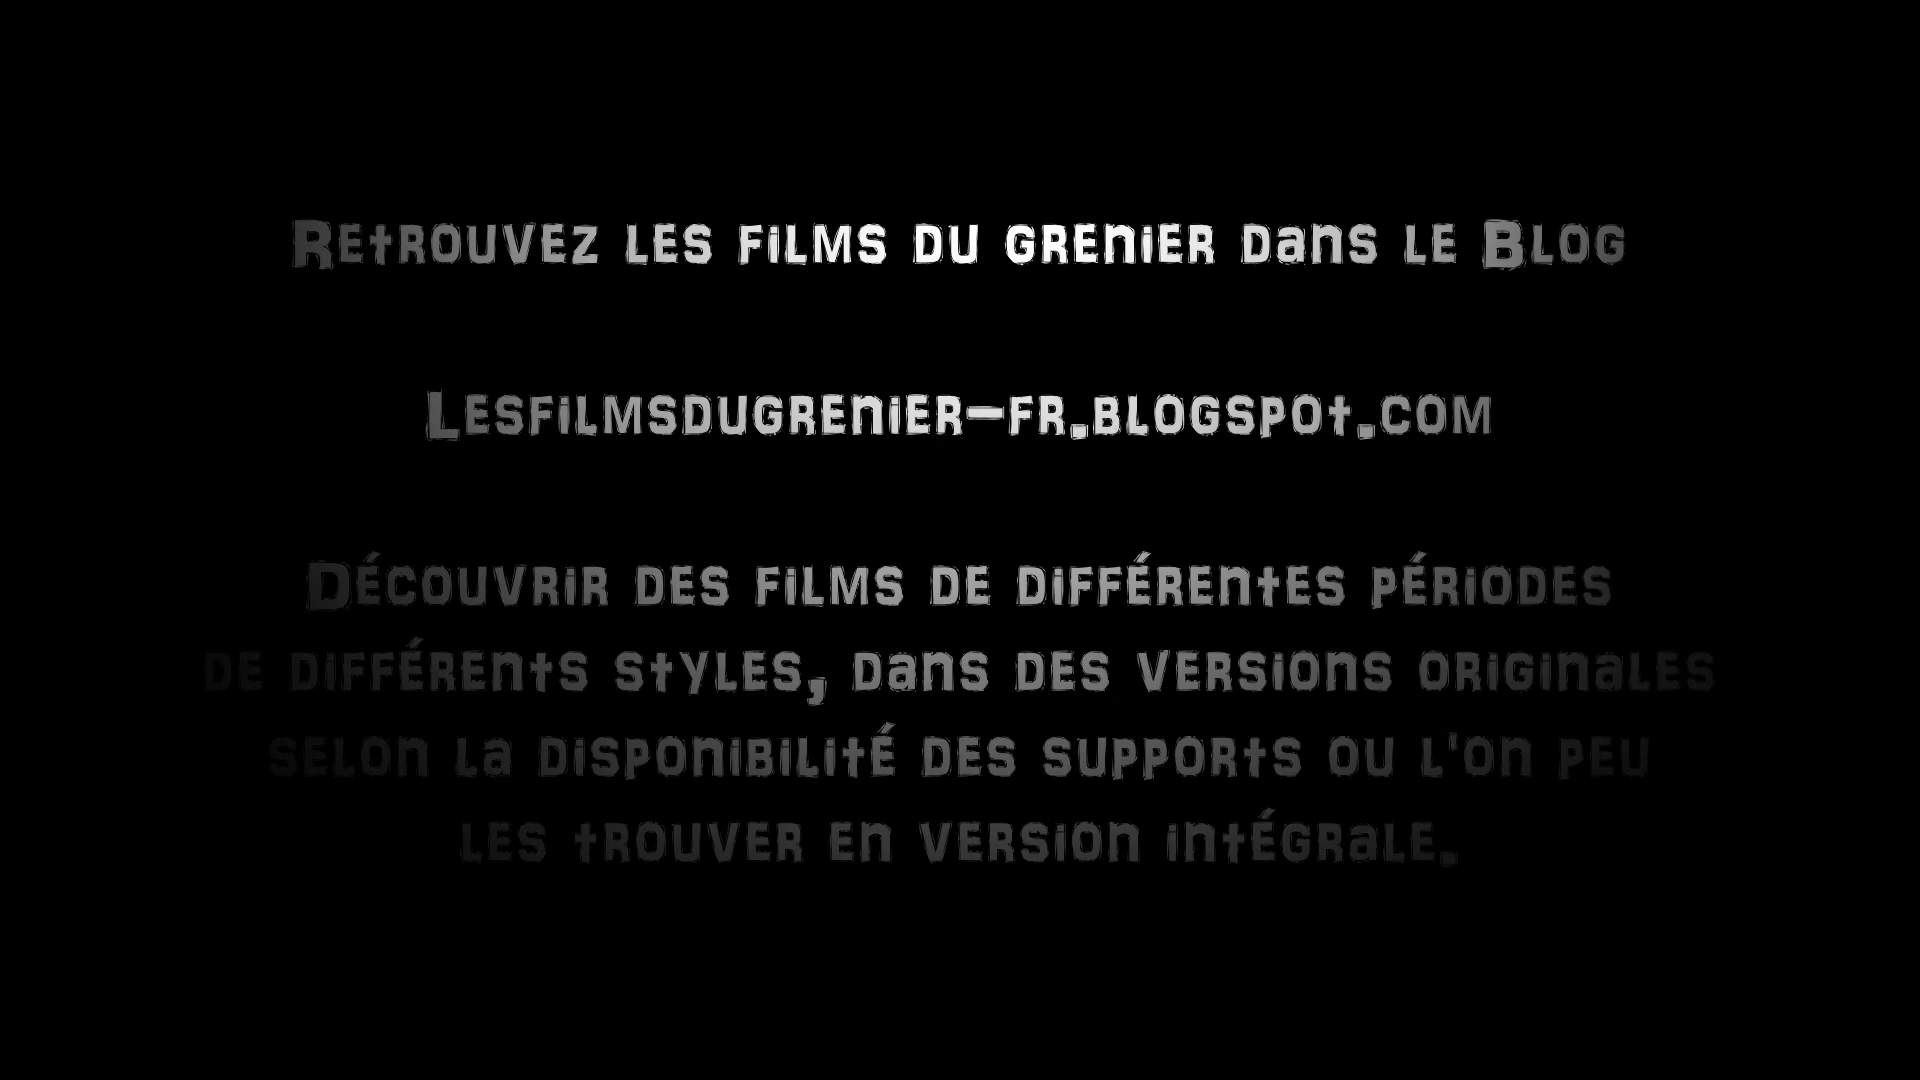 Retrouvez les films du grenier dans le Blog
Lesfilmsdugrenier-fr.blogspot.com
Découvrir des films de différentes périodes
de différents styles, dans des versions originales
selon la disponibilité des supports ou l'on peu
les trouver en version intégrale.